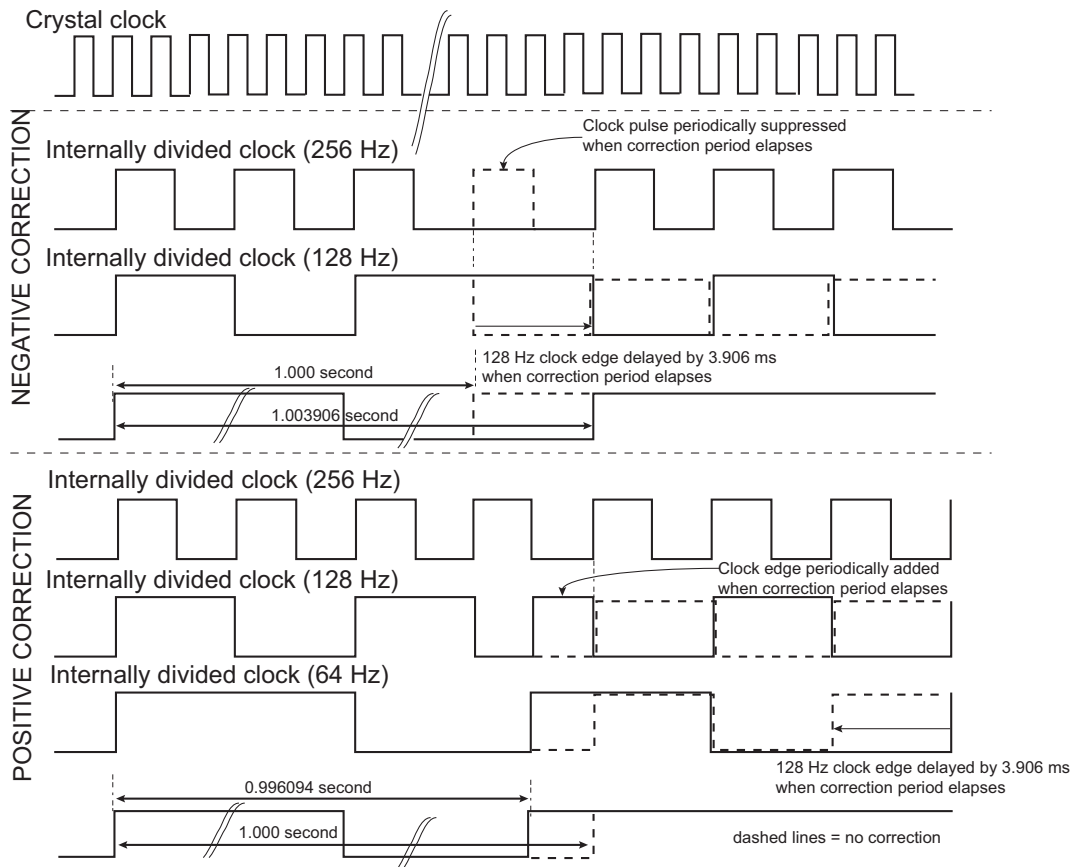 Crystal clock
NEGATIVE CORRECTION
Clock pulse periodically suppressed
when correction period elapses
Internally divided clock (256 Hz)
Internally divided clock (128 Hz)
128 Hz clock edge delayed by 3.906 ms
when correction period elapses
1.000 second
1.003906 second
POSITIVE CORRECTION
Internally divided clock (256 Hz)
Internally divided clock (128 Hz)
Clock edge periodically added
when correction period elapses
Internally divided clock (64 Hz)
128 Hz clock edge delayed by 3.906 ms
when correction period elapses
0.996094 second
1.000 second
dashed lines = no correction